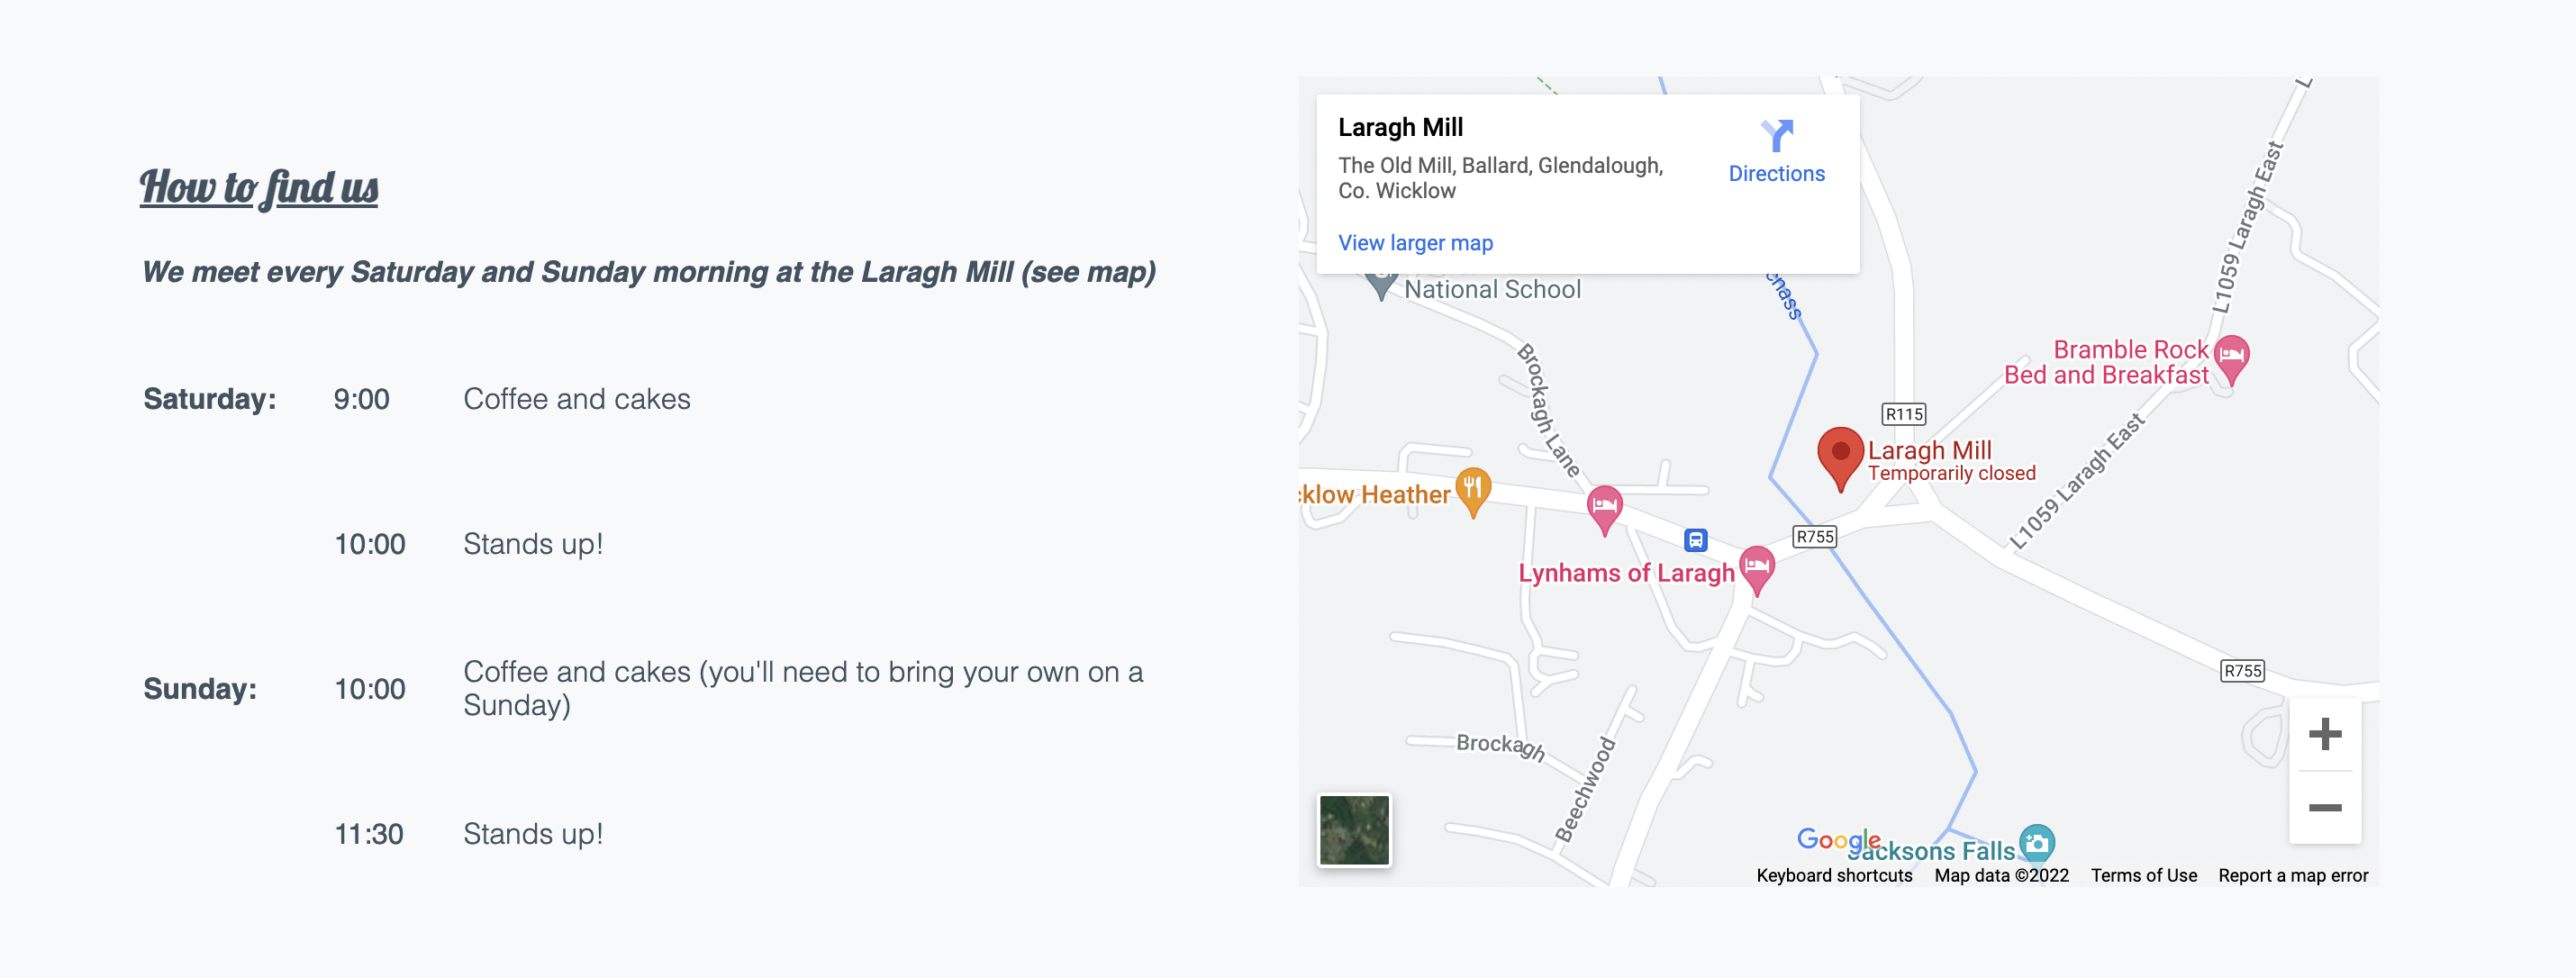 How to find us
We meet every Saturday and Sunday morning at the Laragh Mill (see map)
Saturday: 9:00 Coffee and cakes
10:00 Stands up!
Sunday: 10:00 Coffee and cakes (you'll need to bring your own on a
Sunday)
11:30 Stands up!
Laragh Mill
The Old Mill, Ballard, Glendalough,
Co. Wicklow
Directions
View larger map
National School
enass
L1059 Laragh East
Brockagh Lane
Bramble Rock
Bed and Breakfast
R115
Laragh Mill
Temporarily closed
cklow Heather
L1059 Laragh East
R755
Lynhams of Laragh
R755
Brockagh
Beechwood
Google
Jacksons Falls
Keyboard shortcuts Map data ©2022 Terms of Use Report a map error